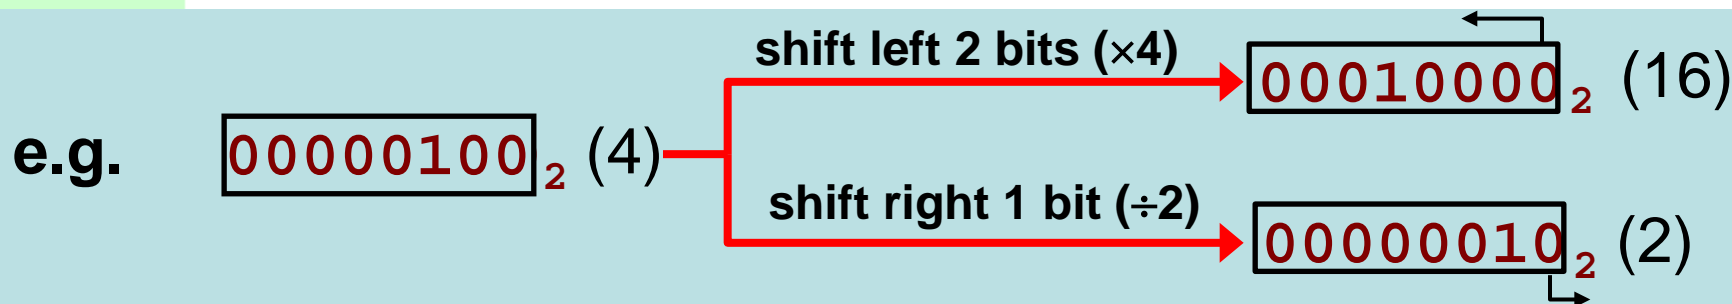 shift left 2 bits (×4)
00010000₂ (16)
e.g. 00000100₂ (4)
shift right 1 bit (÷2)
00000010₂ (2)